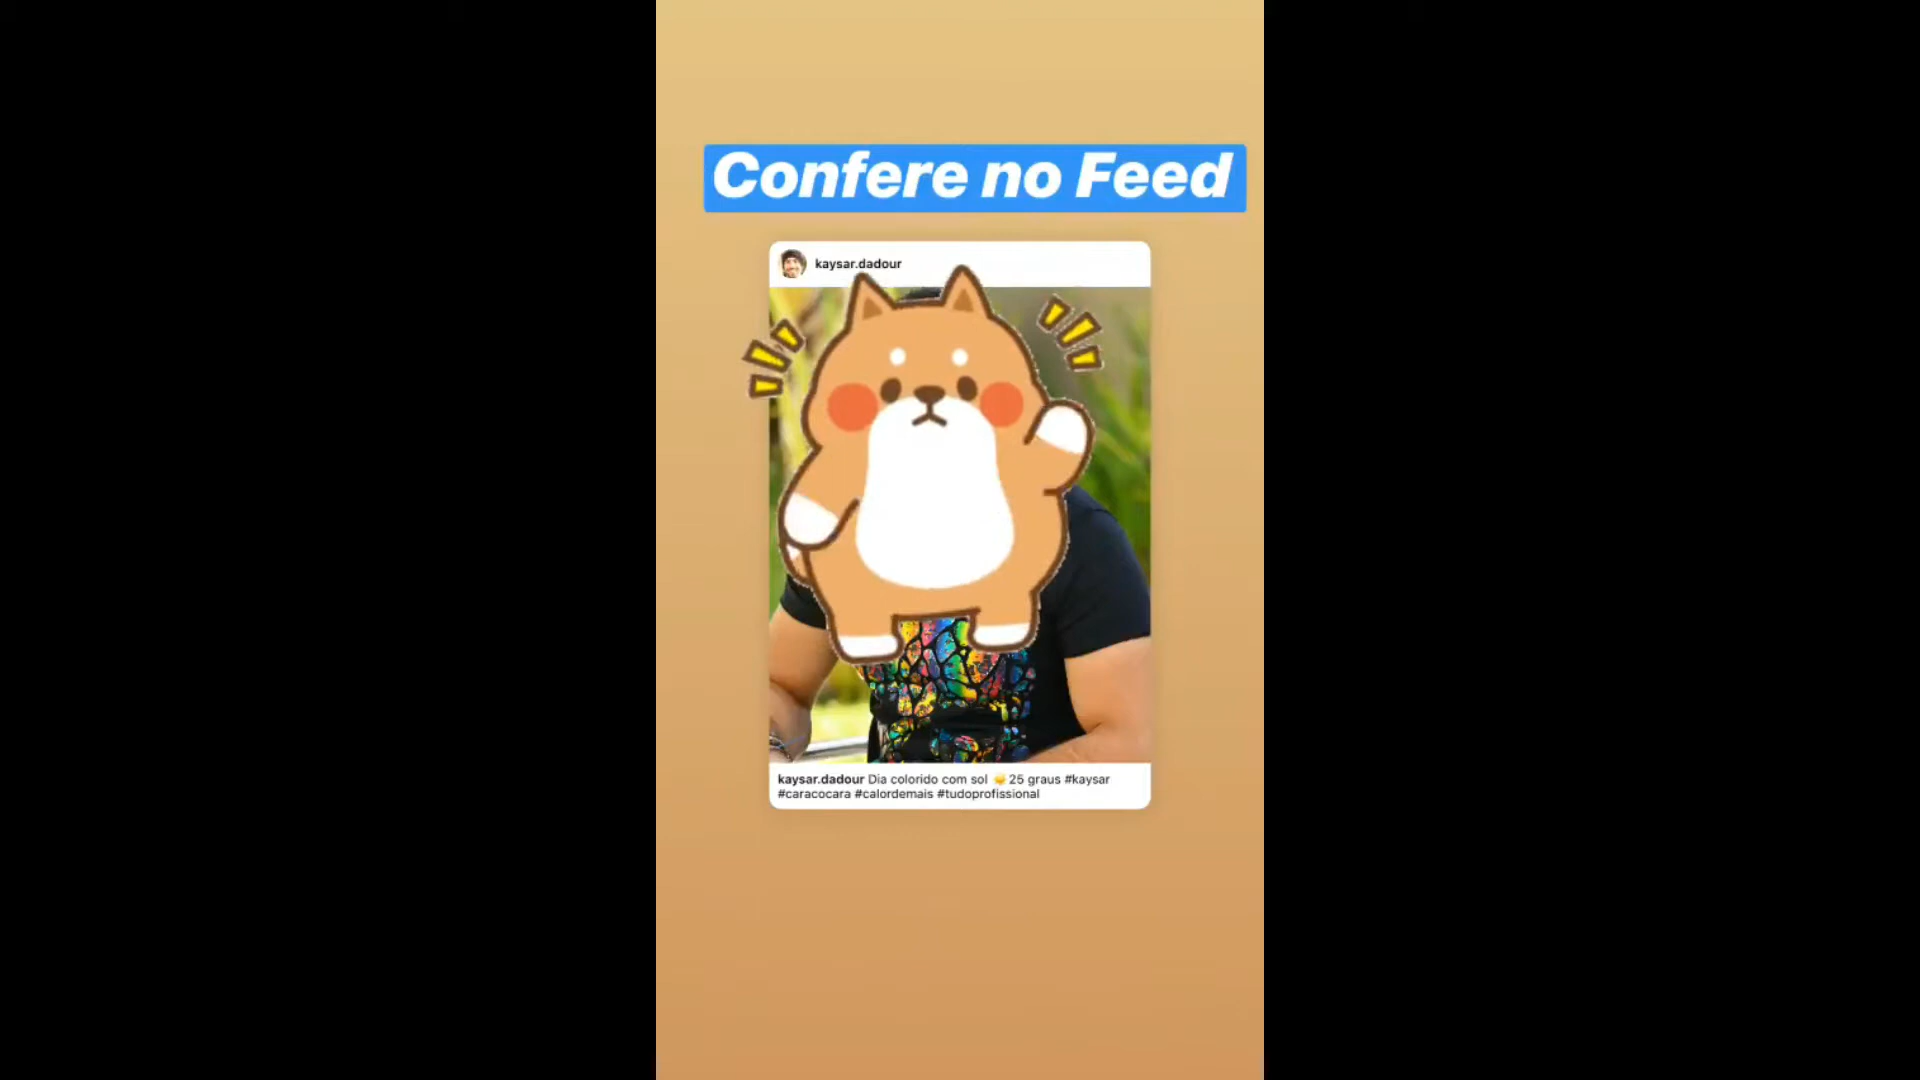 Confere no Feed
kaysar.dadour
kaysar.dadour Dia colorido com sol ☀️ 25 graus #kaysar
#caracocara #calordemais #tudoprofissional